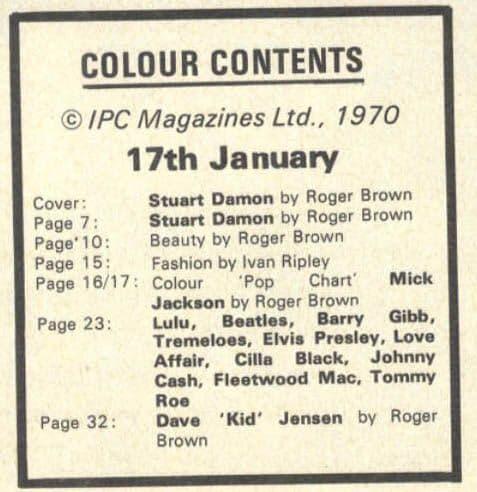 COLOUR CONTENTS
© IPC Magazines Ltd., 1970
17th January
Cover: Stuart Damon by Roger Brown
Page 7: Stuart Damon by Roger Brown
Page 10: Beauty by Roger Brown
Page 15: Fashion by Ivan Ripley
Page 16/17: Colour 'Pop Chart' Mick
Jackson by Roger Brown
Page 23: Lulu, Beatles, Barry Gibb,
Tremeloes, Elvis Presley, Love
Affair, Cilla Black, Johnny
Cash, Fleetwood Mac, Tommy
Roe
Page 32: Dave 'Kid' Jensen by Roger
Brown